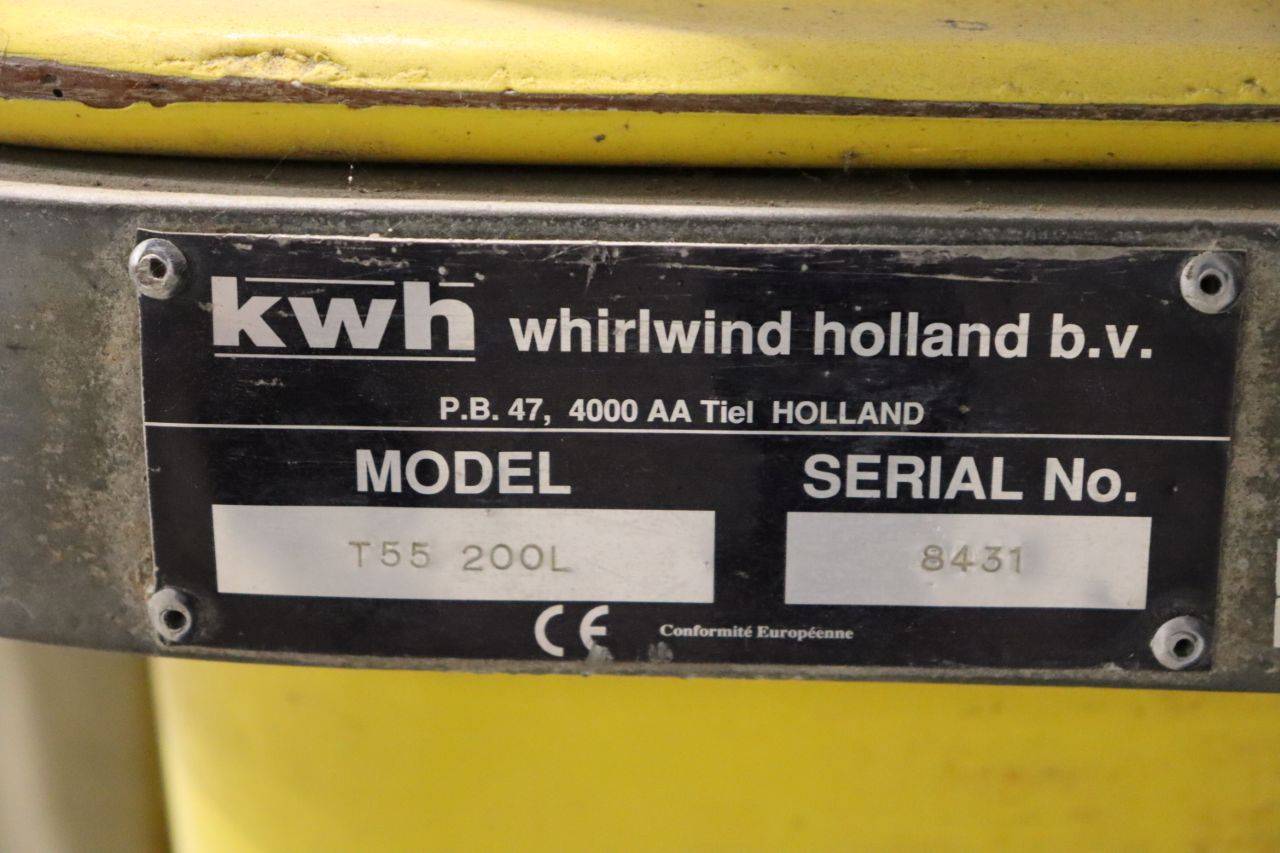 kwh whirlwind holland b.v.
P.B. 47, 4000 AA Tiel HOLLAND
MODEL SERIAL No.
T55 200L 8431
CE Conformité Européenne